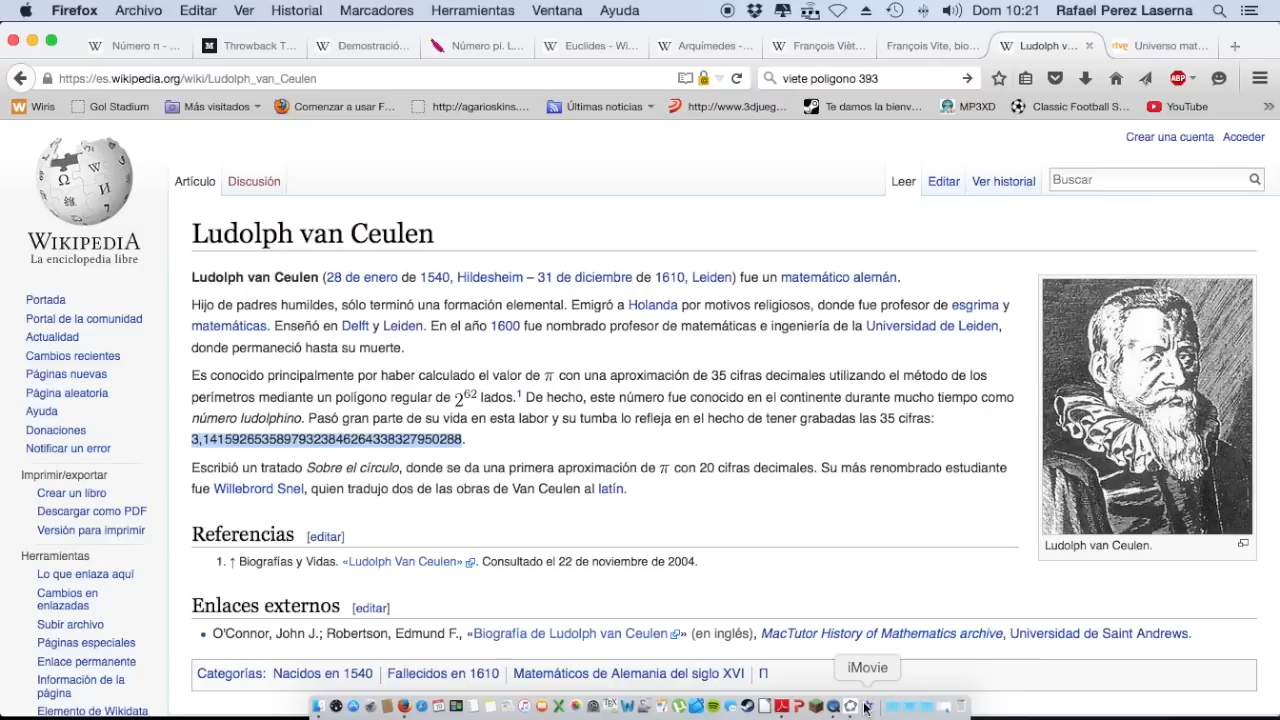 Firefox Archivo Editar Ver Historial Marcadores Herramientas Ventana Ayuda Dom 10:21 Rafael Perez Laserna
W Número π - ... M Throwback T... W Demostració... Número pí. L... W Euclides - Wi... W Arquímedes -... W François Vièt... François Vite, bio... W Ludolph v... × rtve Universo mat... +
https://es.wikipedia.org/wiki/Ludolph_van_Ceulen viete poligono 393 ABP
W Wiris Gol Stadium Más visitados Comenzar a usar F... http://agarioskins.... Últimas noticias http://www.3djueg... Te damos la bienv... MP3XD Classic Football S... YouTube »
Crear una cuenta Acceder
Artículo Discusión Leer Editar Ver historial Buscar
WIKIPEDIA
La enciclopedia libre
Ludolph van Ceulen
Ludolph van Ceulen (28 de enero de 1540, Hildesheim – 31 de diciembre de 1610, Leiden) fue un matemático alemán.
Hijo de padres humildes, sólo terminó una formación elemental. Emigró a Holanda por motivos religiosos, donde fue profesor de esgrima y
matemáticas. Enseñó en Delft y Leiden. En el año 1600 fue nombrado profesor de matemáticas e ingeniería de la Universidad de Leiden,
donde permaneció hasta su muerte.
Es conocido principalmente por haber calculado el valor de π con una aproximación de 35 cifras decimales utilizando el método de los
perímetros mediante un polígono regular de 2^62 lados.1 De hecho, este número fue conocido en el continente durante mucho tiempo como
número ludolphino. Pasó gran parte de su vida en esta labor y su tumba lo refleja en el hecho de tener grabadas las 35 cifras:
3,14159265358979323846264338327950288.
Escribió un tratado Sobre el círculo, donde se da una primera aproximación de π con 20 cifras decimales. Su más renombrado estudiante
fue Willebrord Snel, quien tradujo dos de las obras de Van Ceulen al latín.
Ludolph van Ceulen.
Referencias [editar]
1. ↑ Biografías y Vidas. «Ludolph Van Ceulen». Consultado el 22 de noviembre de 2004.
Enlaces externos [editar]
• O'Connor, John J.; Robertson, Edmund F., «Biografía de Ludolph van Ceulen» (en inglés), MacTutor History of Mathematics archive, Universidad de Saint Andrews.
Categorías: Nacidos en 1540 | Fallecidos en 1610 | Matemáticos de Alemania del siglo XVI | Π
Portada
Portal de la comunidad
Actualidad
Cambios recientes
Páginas nuevas
Página aleatoria
Ayuda
Donaciones
Notificar un error
Imprimir/exportar
Crear un libro
Descargar como PDF
Versión para imprimir
Herramientas
Lo que enlaza aquí
Cambios en
enlazadas
Subir archivo
Páginas especiales
Enlace permanente
Información de la
página
Elemento de Wikidata
iMovie